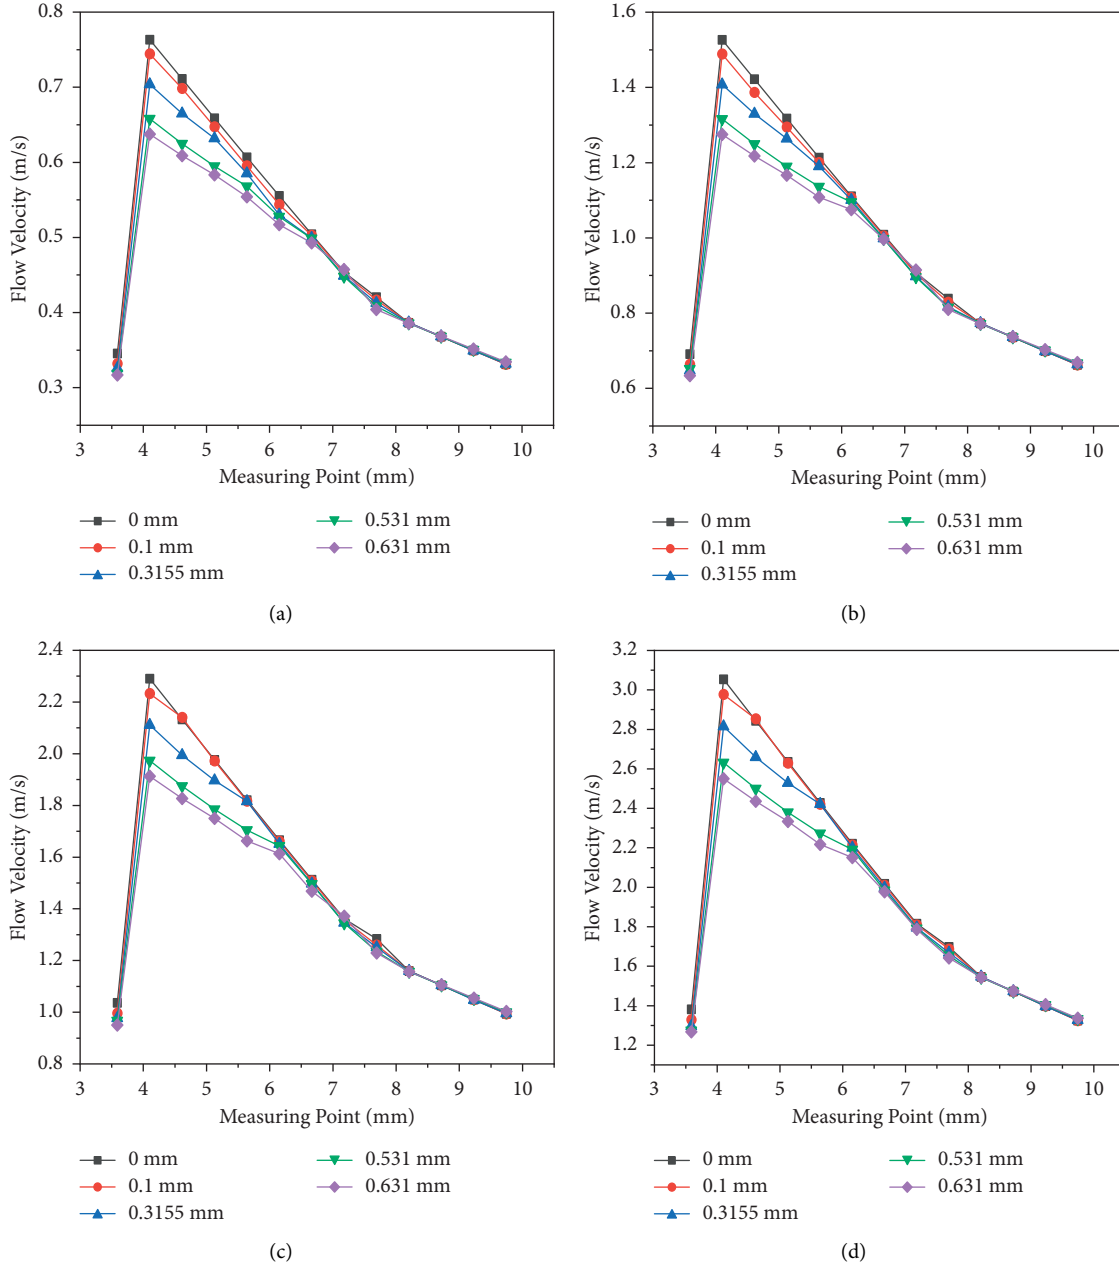 0.8
0.7
0.6
0.5
0.4
0.3
Flow Velocity (m/s)
3 4 5 6 7 8 9 10
Measuring Point (mm)
0 mm
0.1 mm
0.3155 mm
0.531 mm
0.631 mm
(a)
1.6
1.4
1.2
1.0
0.8
0.6
Flow Velocity (m/s)
3 4 5 6 7 8 9 10
Measuring Point (mm)
0 mm
0.1 mm
0.3155 mm
0.531 mm
0.631 mm
(b)
2.4
2.2
2.0
1.8
1.6
1.4
1.2
1.0
0.8
Flow Velocity (m/s)
3 4 5 6 7 8 9 10
Measuring Point (mm)
0 mm
0.1 mm
0.3155 mm
0.531 mm
0.631 mm
(c)
3.2
3.0
2.8
2.6
2.4
2.2
2.0
1.8
1.6
1.4
1.2
Flow Velocity (m/s)
3 4 5 6 7 8 9 10
Measuring Point (mm)
0 mm
0.1 mm
0.3155 mm
0.531 mm
0.631 mm
(d)